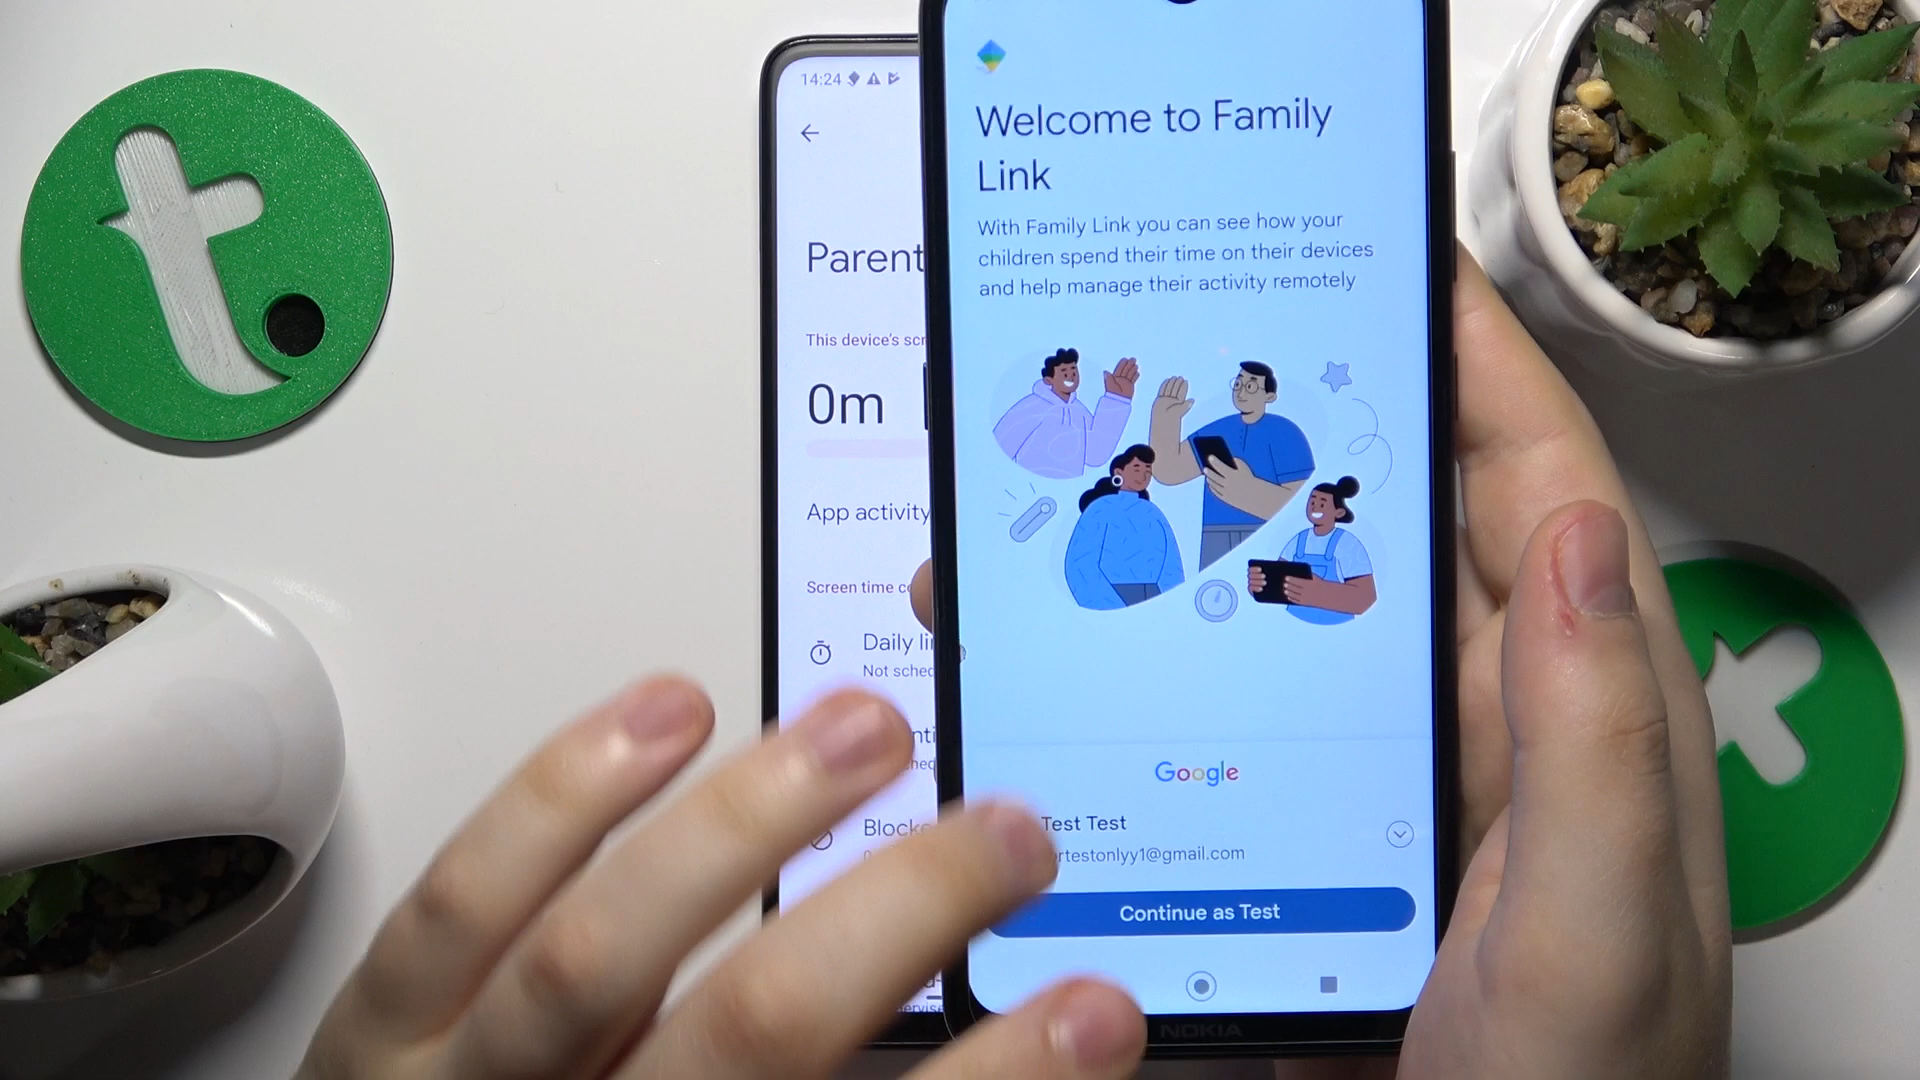 14:24
Parent
This device's scr
0m
App activity
Screen time c
Daily li
Not sched
Blocke
Welcome to Family
Link
With Family Link you can see how your
children spend their time on their devices
and help manage their activity remotely
Google
Test Test
rtestonlyy1@gmail.com
Continue as Test
NOKIA